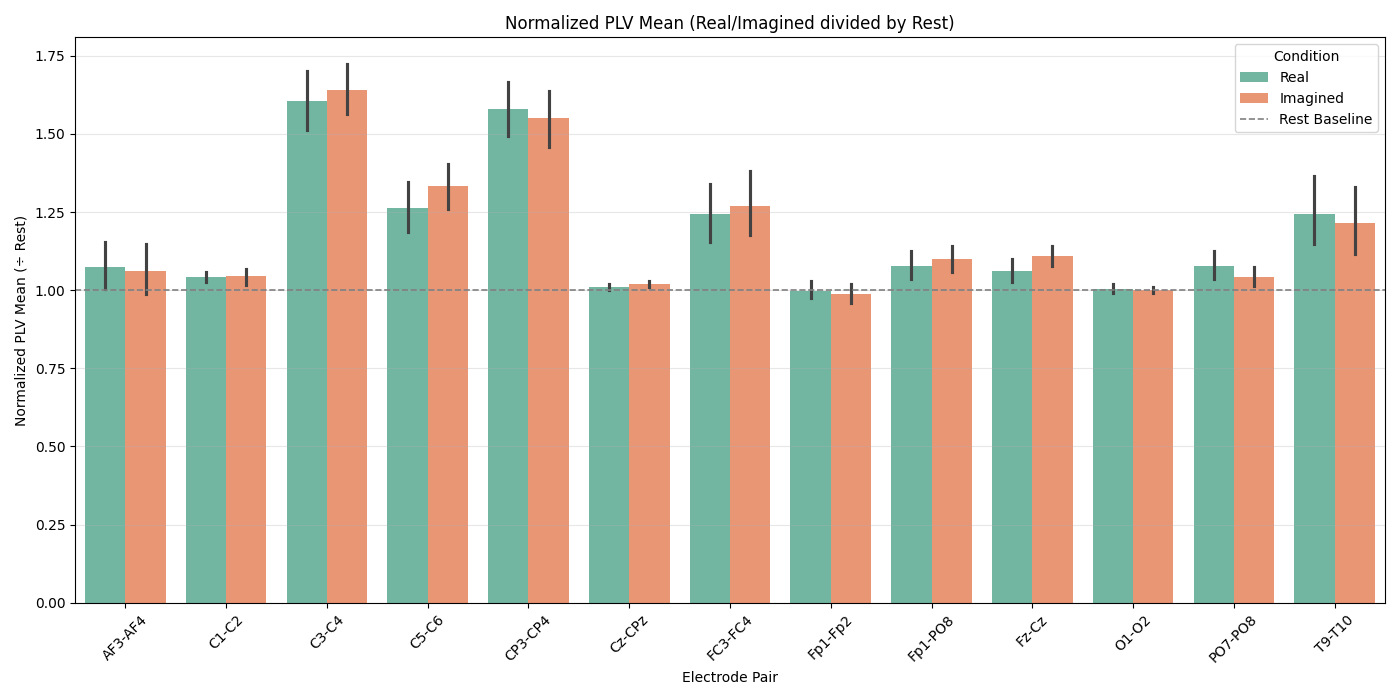 Normalized PLV Mean (Real/Imagined divided by Rest)
Condition
Real
Imagined
Rest Baseline
Normalized PLV Mean (÷ Rest)
1.75
1.50
1.25
1.00
0.75
0.50
0.25
0.00
AF3-AF4
C1-C2
C3-C4
C5-C6
CP3-CP4
Cz-CPz
FC3-FC4
Fp1-Fp2
Fp1-PO8
Fz-Cz
O1-O2
PO7-PO8
T9-T10
Electrode Pair